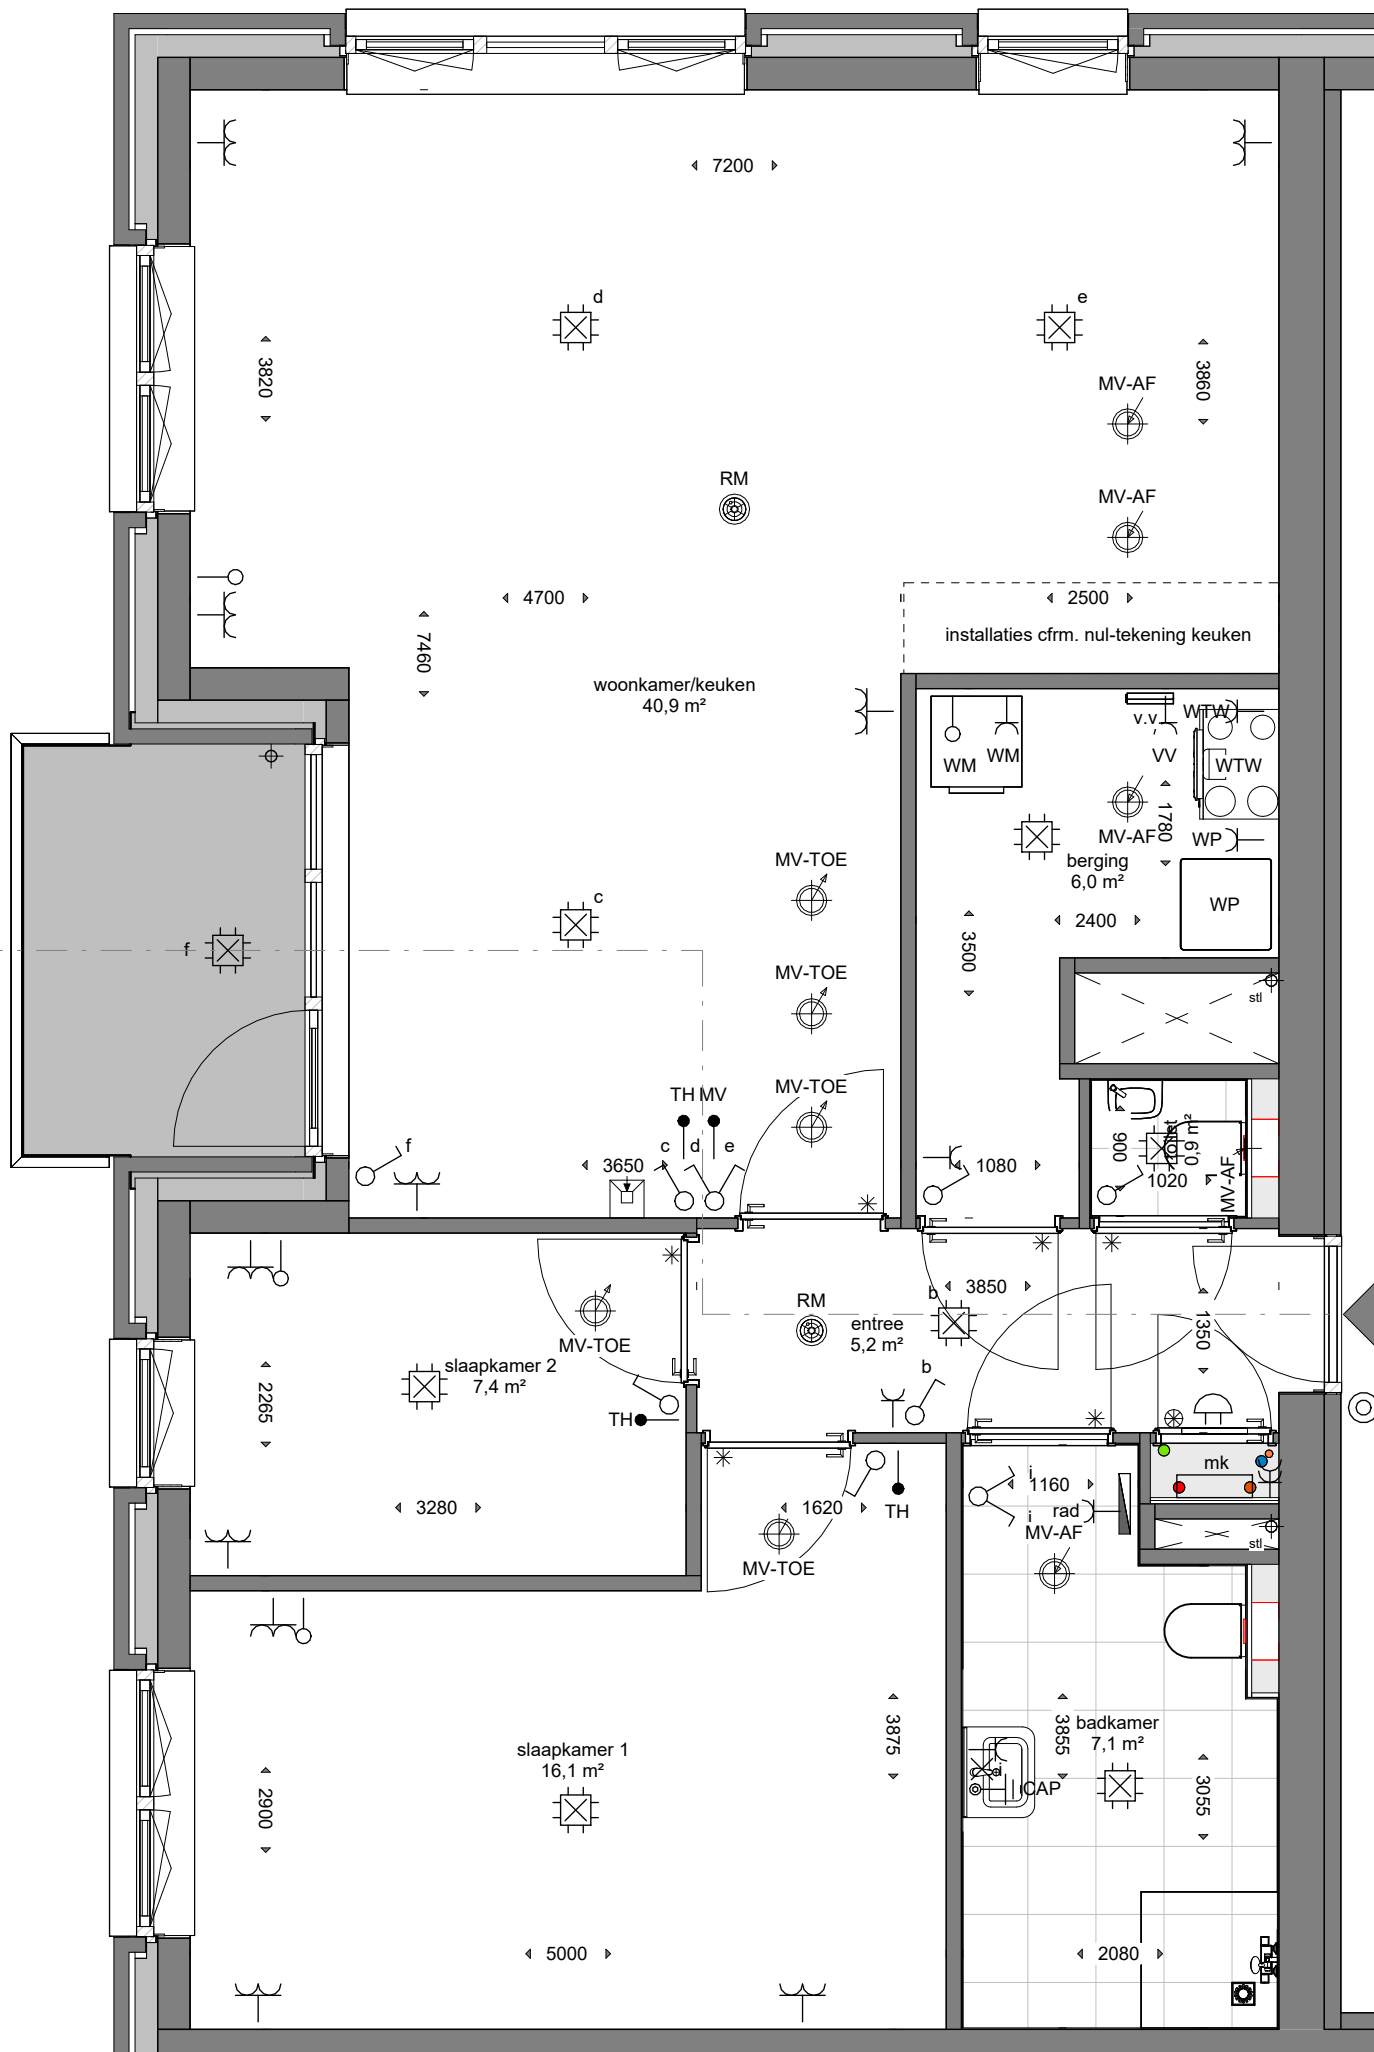 7200
d
e
3820
3860
MV-AF
RM
MV-AF
4700
2500
7460
installaties cfrm. nul-tekening keuken
woonkamer/keuken
40,9 m²
v.v.
WTW
WM
WM
VV
WTW
1780
MV-AF
WP
berging
6,0 m²
MV-TOE
c
WP
2400
3500
f
MV-TOE
stl
MV-TOE
TH MV
900
toilet
0,9 m²
f
3650
c
d
e
1080
1020
MV-AF
3850
b
RM
entree
5,2 m²
1350
MV-TOE
slaapkamer 2
7,4 m²
b
2265
TH
mk
i
1160
3280
1620
TH
rad
i
MV-AF
stl
MV-TOE
3875
3855
badkamer
7,1 m²
slaapkamer 1
16,1 m²
i
CAP
2900
3055
5000
2080